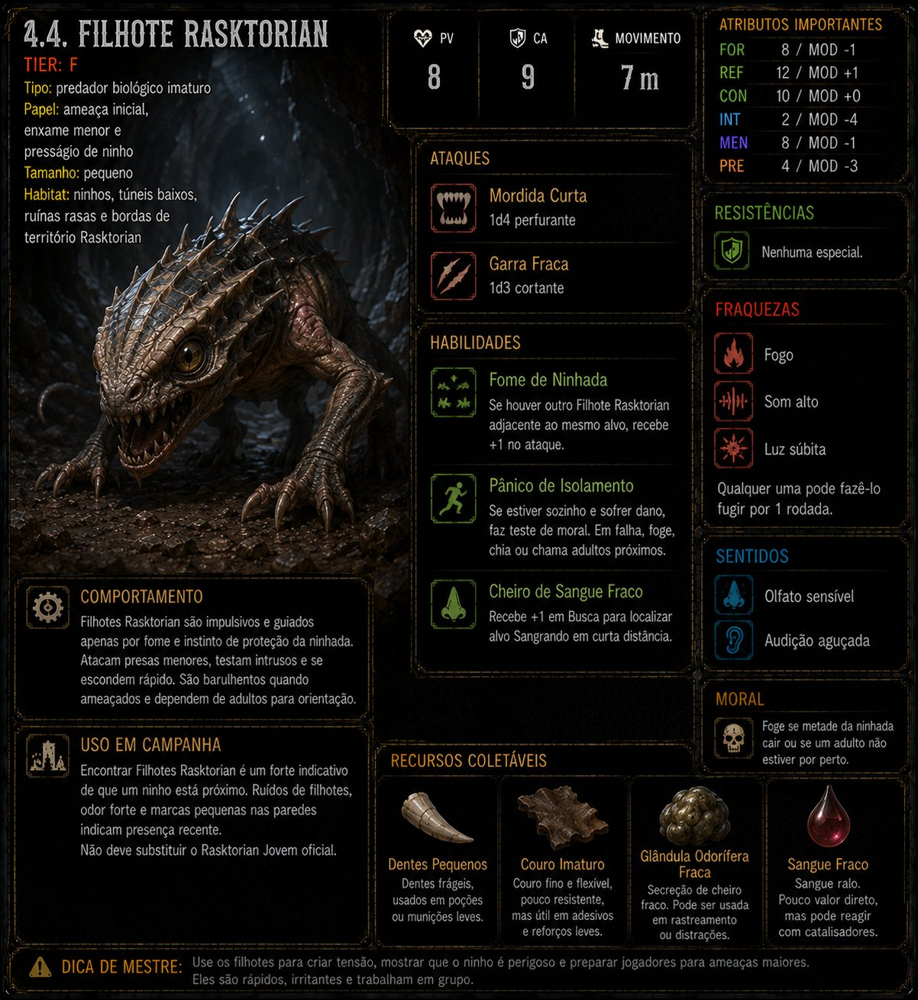 4.4. FILHOTE RASKTORIAN
TIER: F
Tipo: predador biológico imaturo
Papel: ameaça inicial,
enxame menor e
presságio de ninho
Tamanho: pequeno
Habitat: ninhos, túneis baixos,
ruínas rasas e bordas de
território Rasktorian
PV
8
CA
9
MOVIMENTO
7 m
ATRIBUTOS IMPORTANTES
FOR 8 / MOD -1
REF 12 / MOD +1
CON 10 / MOD +0
INT 2 / MOD -4
MEN 8 / MOD -1
PRE 4 / MOD -3
ATAQUES
Mordida Curta
1d4 perfurante
Garra Fraca
1d3 cortante
HABILIDADES
Fome de Ninhada
Se houver outro Filhote Rasktorian
adjacente ao mesmo alvo, recebe
+1 no ataque.
Pânico de Isolamento
Se estiver sozinho e sofrer dano,
faz teste de moral. Em falha, foge,
chia ou chama adultos próximos.
Cheiro de Sangue Fraco
Recebe +1 em Busca para localizar
alvo Sangrando em curta distância.
RESISTÊNCIAS
Nenhuma especial.
FRAQUEZAS
Fogo
Som alto
Luz súbita
Qualquer uma pode fazê-lo
fugir por 1 rodada.
SENTIDOS
Olfato sensível
Audição aguçada
MORAL
Foge se metade da ninhada
cair ou se um adulto não
estiver por perto.
COMPORTAMENTO
Filhotes Rasktorian são impulsivos e guiados
apenas por fome e instinto de proteção da ninhada.
Atacam presas menores, testam intrusos e se
escondem rápido. São barulhentos quando
ameaçados e dependem de adultos para orientação.
USO EM CAMPANHA
Encontrar Filhotes Rasktorian é um forte indicativo
de que um ninho está próximo. Ruídos de filhotes,
odor forte e marcas pequenas nas paredes
indicam presença recente.
Não deve substituir o Rasktorian Jovem oficial.
RECURSOS COLETÁVEIS
Dentes Pequenos
Dentes frágeis,
usados em poções
ou munições leves.
Couro Imaturo
Couro fino e flexível,
pouco resistente,
mas útil em adesivos
e reforços leves.
Glândula Odorífera
Fraca
Secreção de cheiro
fraco. Pode ser usada
em rastreamento
ou distrações.
Sangue Fraco
Sangue ralo.
Pouco valor direto,
mas pode reagir
com catalisadores.
DICA DE MESTRE: Use os filhotes para criar tensão, mostrar que o ninho é perigoso e preparar jogadores para ameaças maiores.
Eles são rápidos, irritantes e trabalham em grupo.